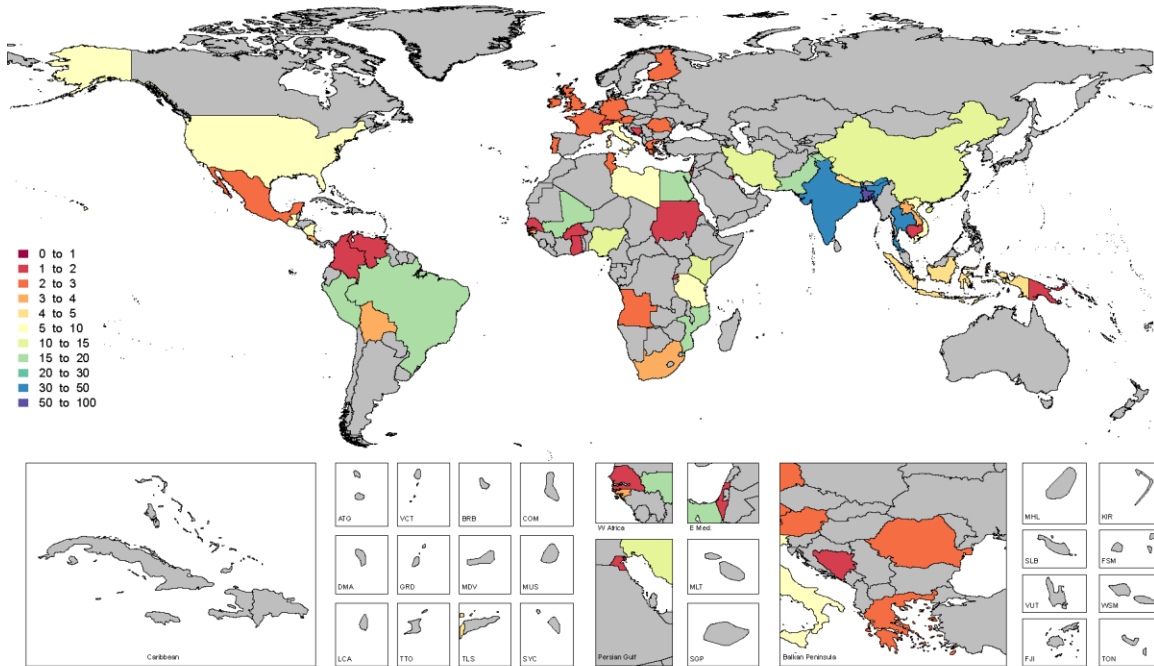 0 to 1
1 to 2
2 to 3
3 to 4
4 to 5
5 to 10
10 to 15
15 to 20
20 to 30
30 to 50
50 to 100
ATG
VCT
BRB
COM
W Africa
E Med.
MHL
KIR
DMA
GRD
MDV
MUS
MLT
SLB
FSM
VUT
WSM
Caribbean
LCA
TTO
TLS
SYC
Persian Gulf
SGP
Balkan Peninsula
FJI
TON